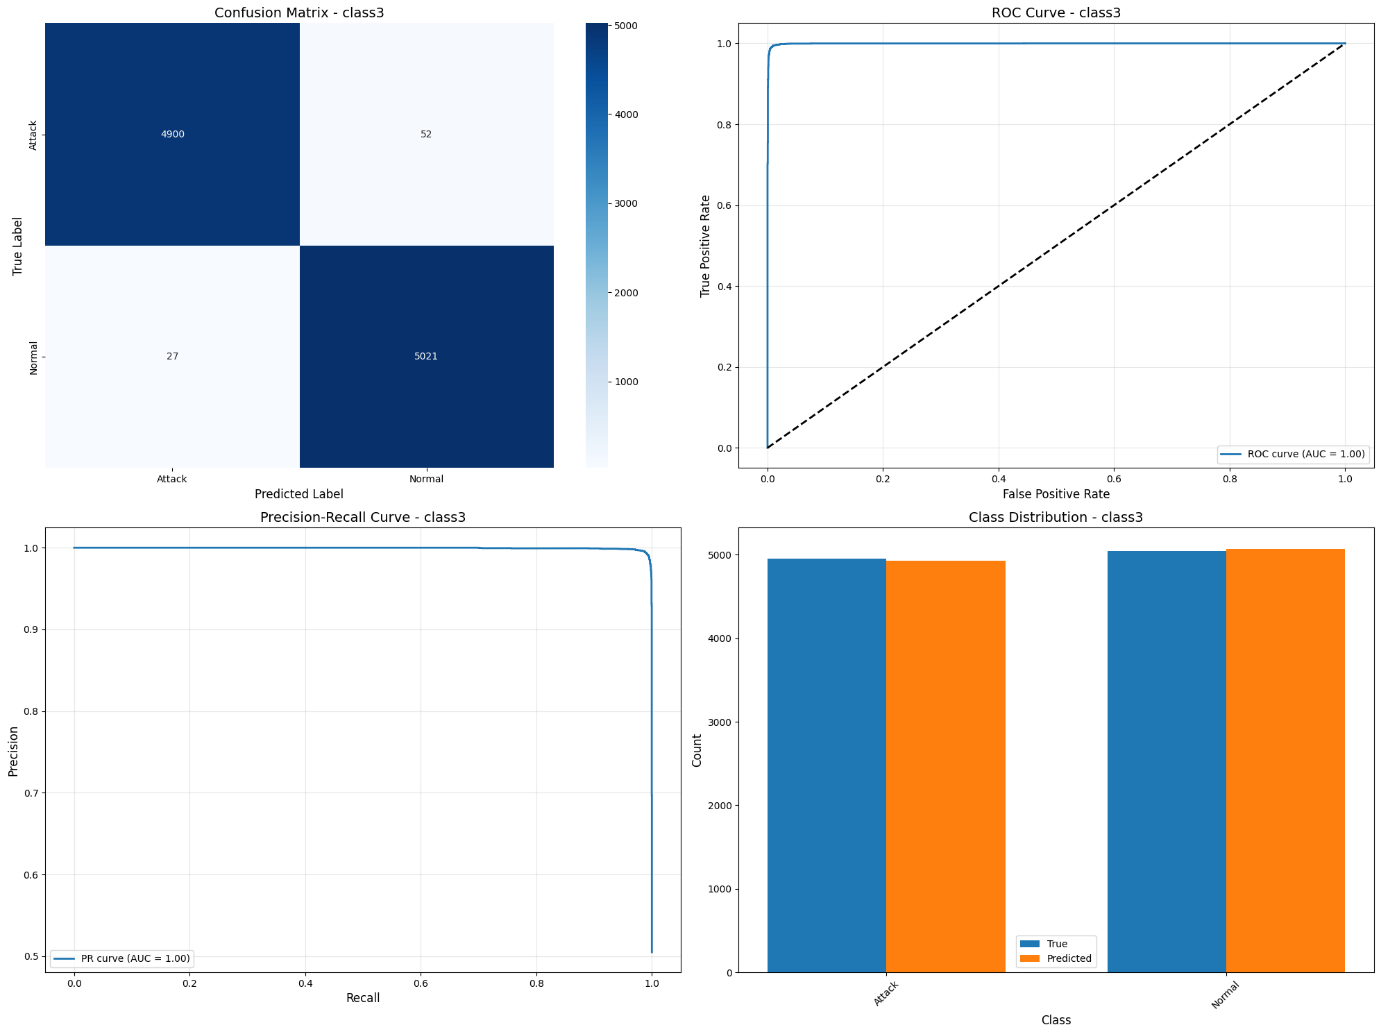 Confusion Matrix - class3
True Label
Attack
Normal
4900
52
27
5021
Attack
Normal
Predicted Label
5000
4000
3000
2000
1000
ROC Curve - class3
True Positive Rate
1.0
0.8
0.6
0.4
0.2
0.0
0.0
0.2
0.4
0.6
0.8
1.0
False Positive Rate
ROC curve (AUC = 1.00)
Precision-Recall Curve - class3
Precision
1.0
0.9
0.8
0.7
0.6
0.5
0.0
0.2
0.4
0.6
0.8
1.0
Recall
PR curve (AUC = 1.00)
Class Distribution - class3
Count
5000
4000
3000
2000
1000
0
True
Predicted
Attack
Normal
Class